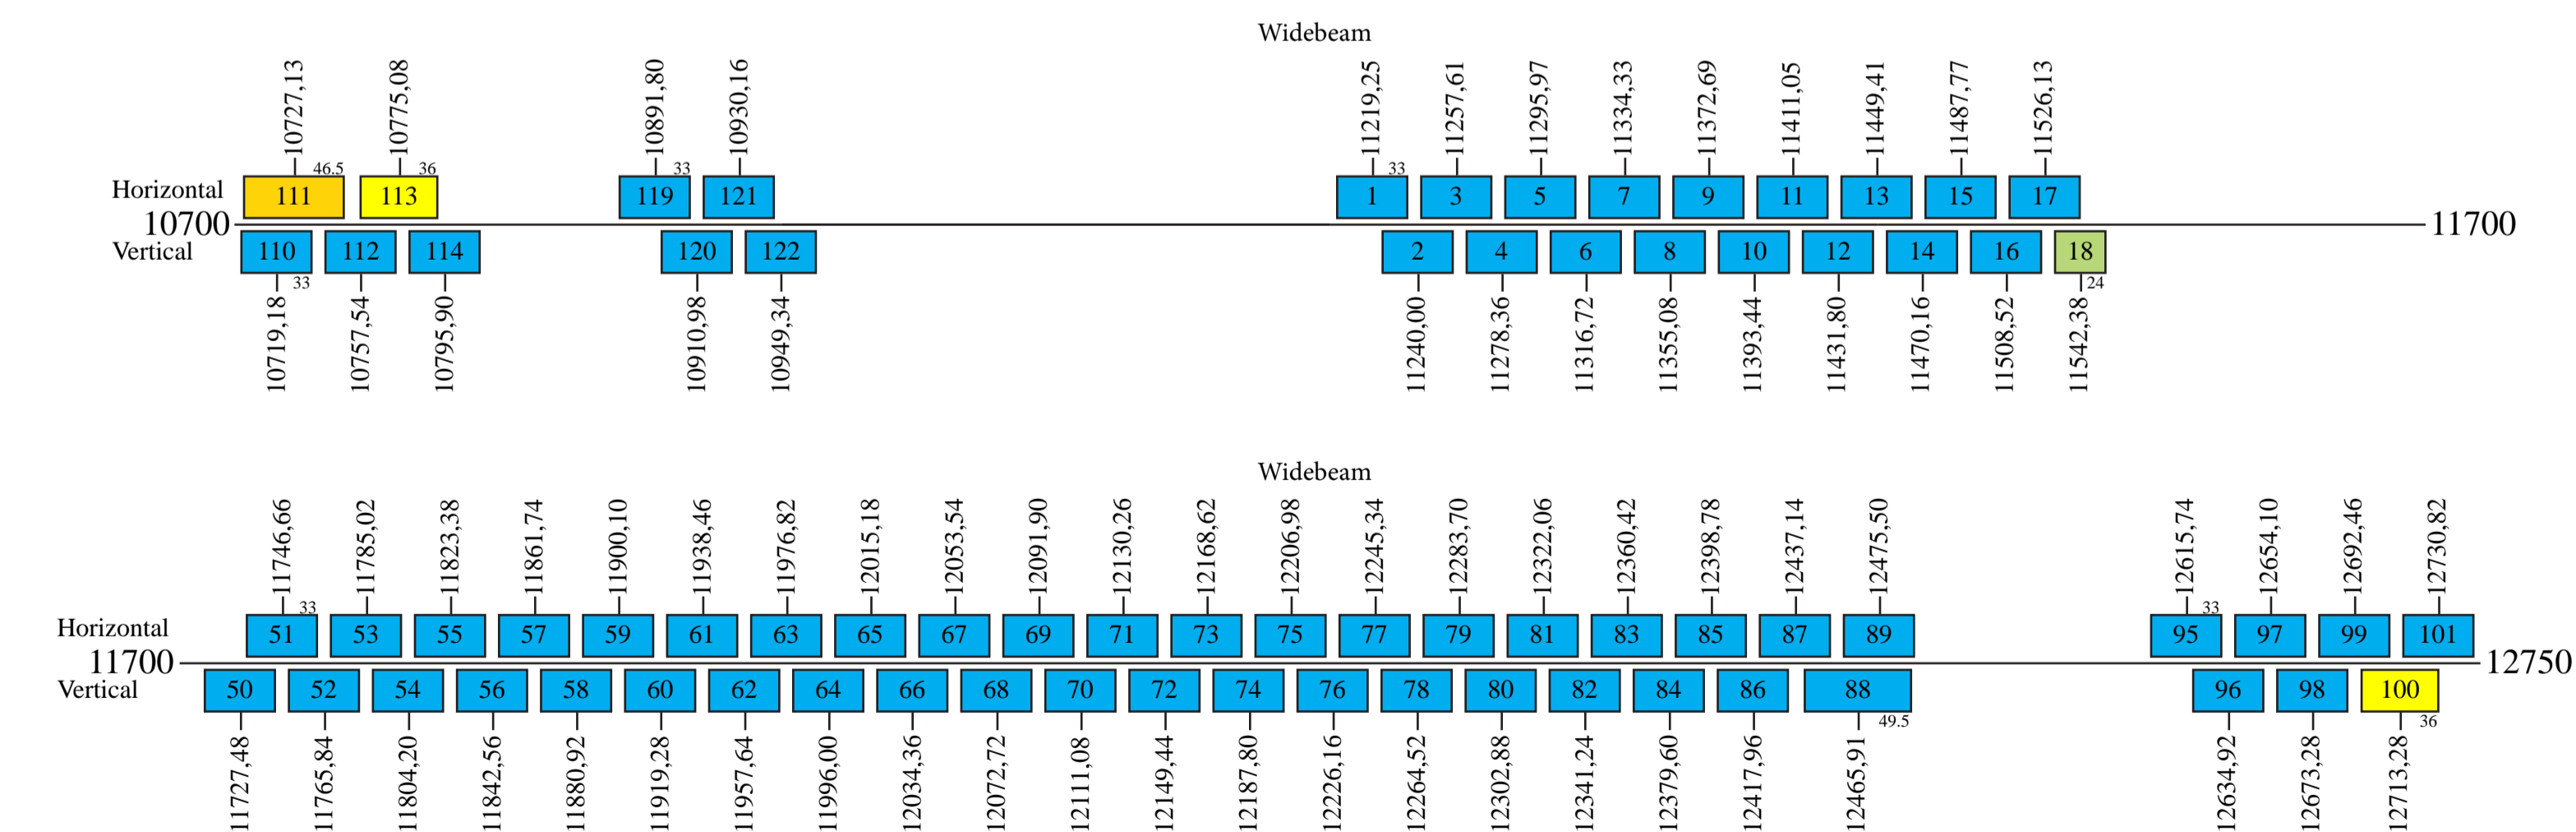 Widebeam
10727,13 10775,08 10891,80 10930,16 11219,25 11257,61 11295,97 11334,33 11372,69 11411,05 11449,41 11487,77 11526,13
46.5 36 33 33
Horizontal 111 113 119 121 1 3 5 7 9 11 13 15 17
10700 11700
Vertical 110 112 114 120 122 2 4 6 8 10 12 14 16 18
33 24
10719,18 10757,54 10795,90 10910,98 10949,34 11240,00 11278,36 11316,72 11355,08 11393,44 11431,80 11470,16 11508,52 11542,38
Widebeam
11746,66 11785,02 11823,38 11861,74 11900,10 11938,46 11976,82 12015,18 12053,54 12091,90 12130,26 12168,62 12206,98 12245,34 12283,70 12322,06 12360,42 12398,78 12437,14 12475,50 12615,74 12654,10 12692,46 12730,82
33 33
Horizontal 51 53 55 57 59 61 63 65 67 69 71 73 75 77 79 81 83 85 87 89 95 97 99 101
11700 12750
Vertical 50 52 54 56 58 60 62 64 66 68 70 72 74 76 78 80 82 84 86 88 96 98 100
49.5 36
11727,48 11765,84 11804,20 11842,56 11880,92 11919,28 11957,64 11996,00 12034,36 12072,72 12111,08 12149,44 12187,80 12226,16 12264,52 12302,88 12341,24 12379,60 12417,96 12465,91 12634,92 12673,28 12713,28